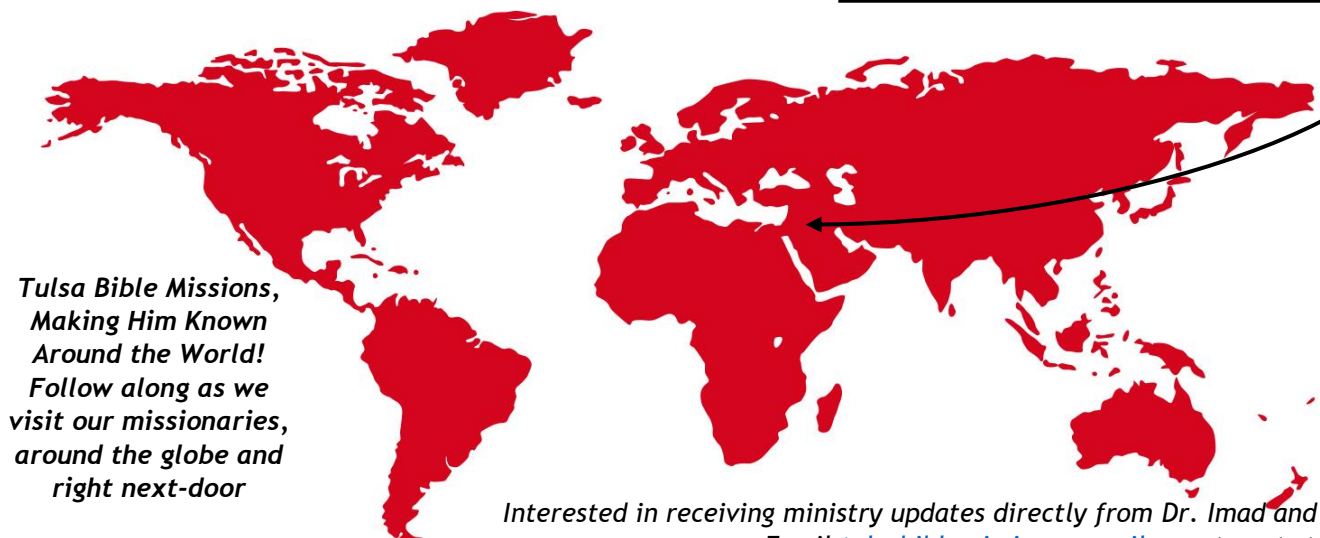 Tulsa Bible Missions,
Making Him Known
Around the World!
Follow along as we
visit our missionaries,
around the globe and
right next-door
Interested in receiving ministry updates directly from Dr. Imad and